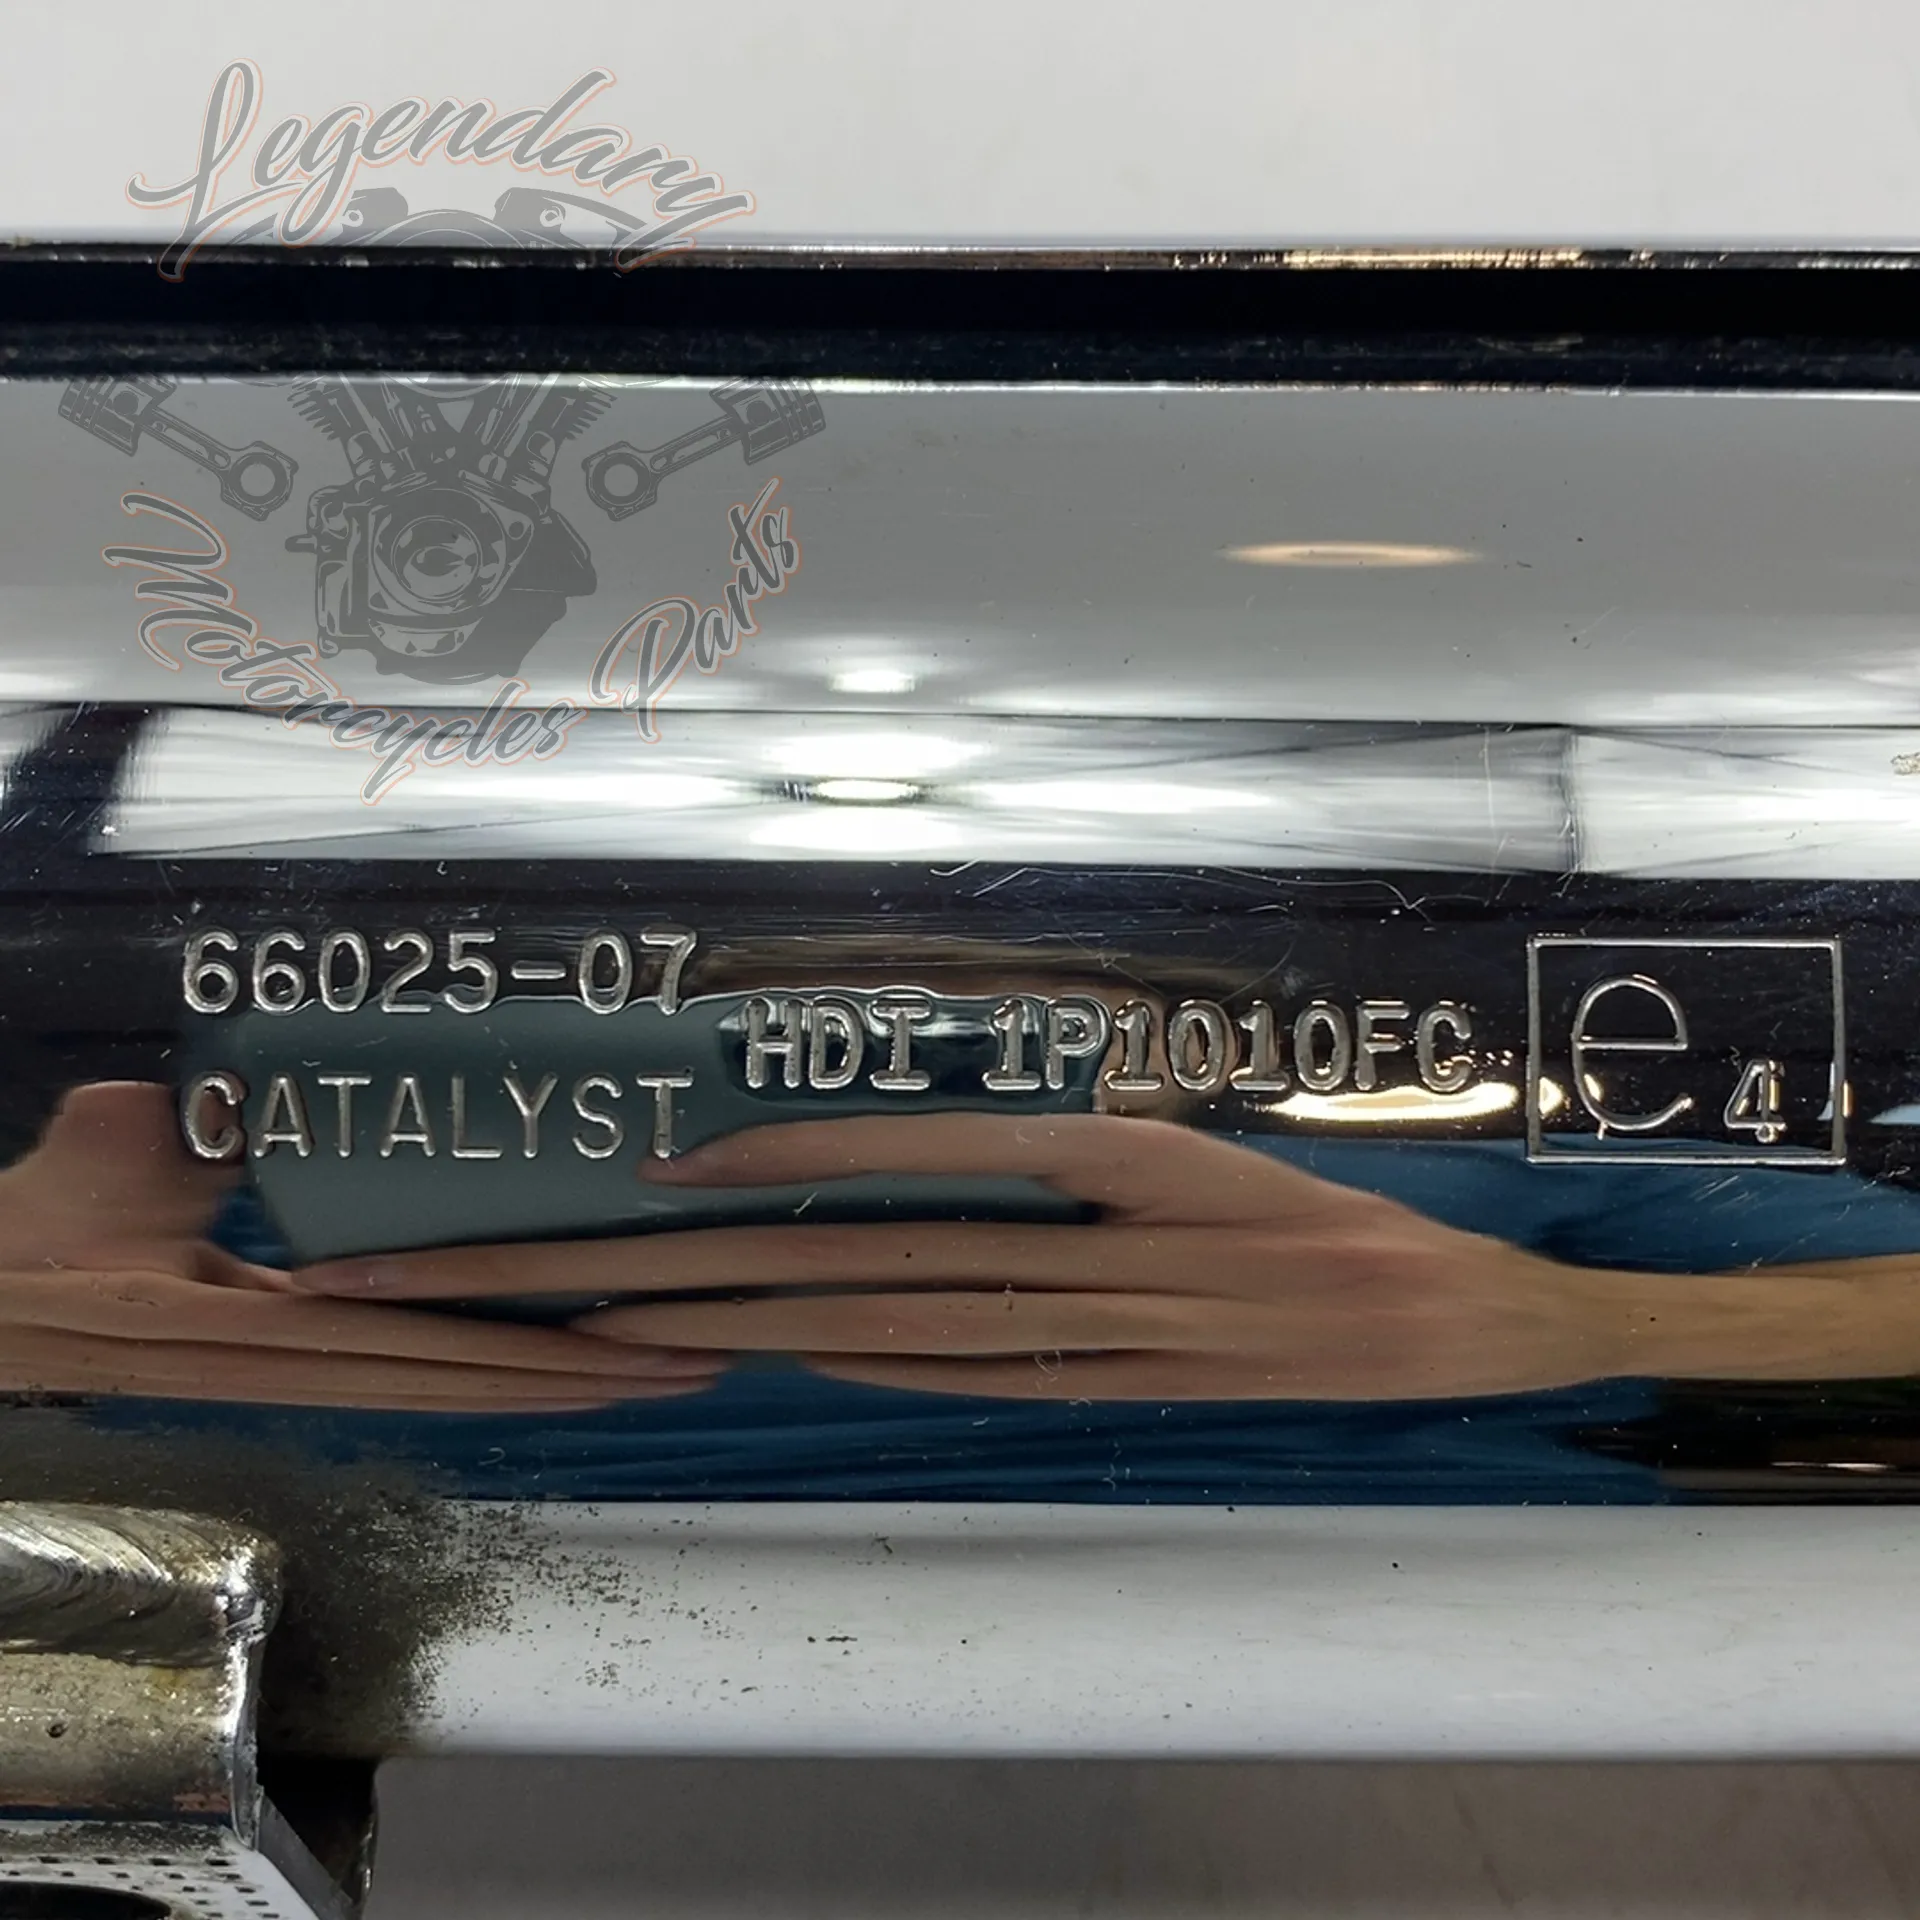 Legendary
Motorcycles Parts
66025-07
HDI 1P1010FC
CATALYST
e4